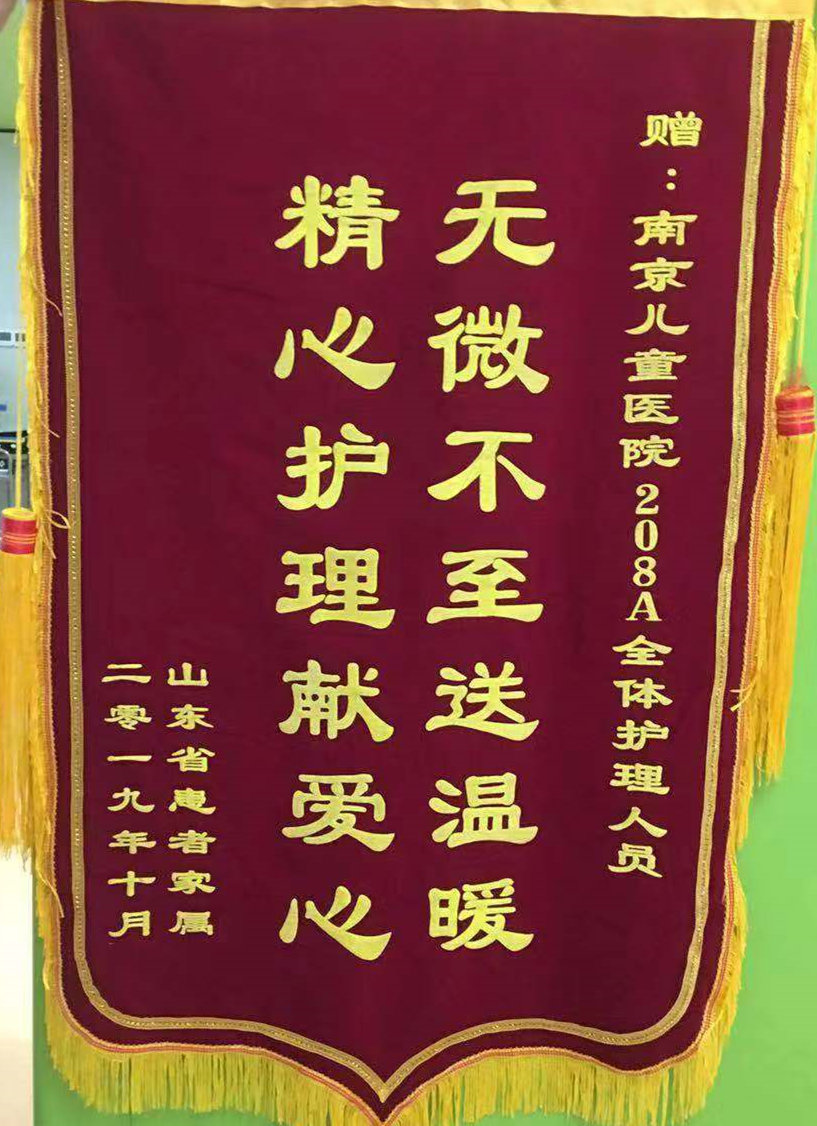 赠：南京儿童医院208A全体护理人员
无微不至送温暖
精心护理献爱心
山东省患者家属
二零一九年十月